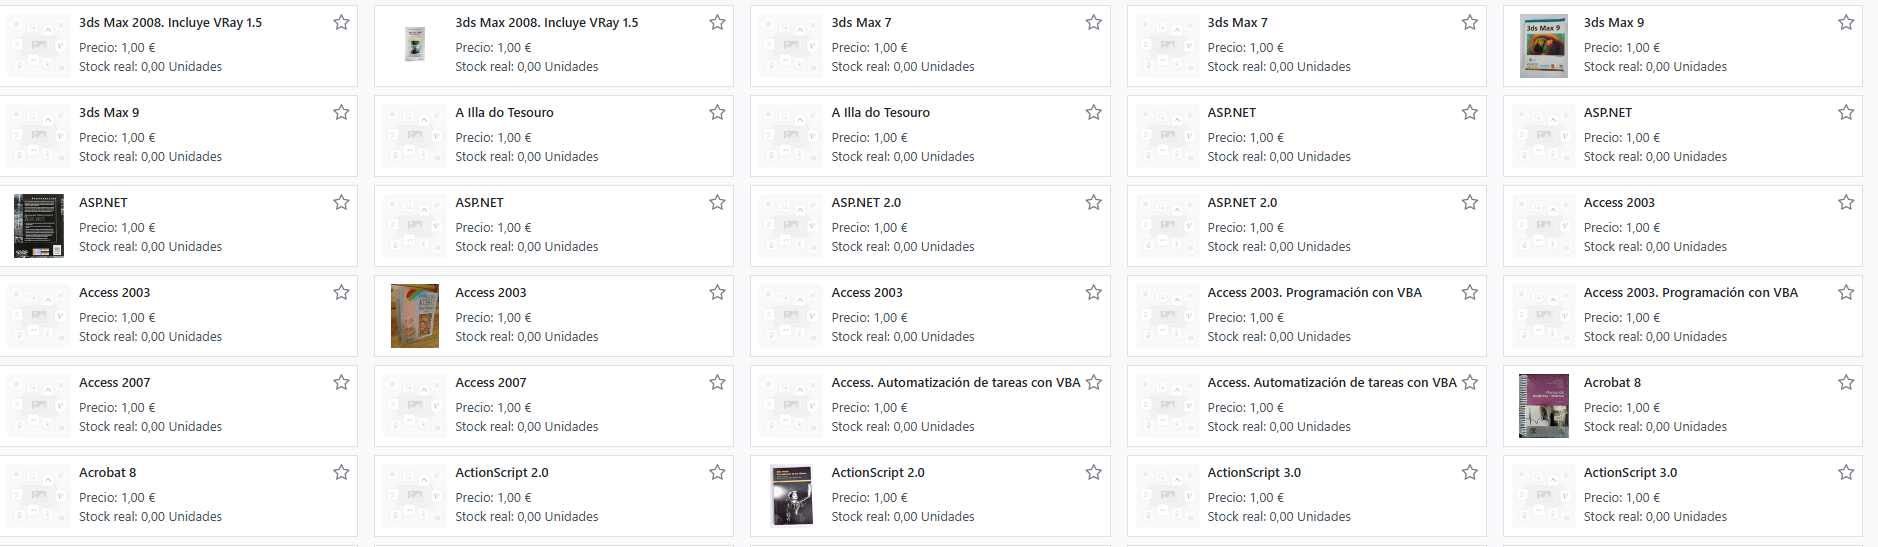 3ds Max 2008. Incluye VRay 1.5
Precio: 1,00 €
Stock real: 0,00 Unidades
3ds Max 2008. Incluye VRay 1.5
Precio: 1,00 €
Stock real: 0,00 Unidades
3ds Max 7
Precio: 1,00 €
Stock real: 0,00 Unidades
3ds Max 7
Precio: 1,00 €
Stock real: 0,00 Unidades
3ds Max 9
3ds Max 9
Precio: 1,00 €
Stock real: 0,00 Unidades
3ds Max 9
Precio: 1,00 €
Stock real: 0,00 Unidades
A Illa do Tesouro
Precio: 1,00 €
Stock real: 0,00 Unidades
A Illa do Tesouro
Precio: 1,00 €
Stock real: 0,00 Unidades
ASP.NET
Precio: 1,00 €
Stock real: 0,00 Unidades
ASP.NET
Precio: 1,00 €
Stock real: 0,00 Unidades
ASP.NET
Precio: 1,00 €
Stock real: 0,00 Unidades
ASP.NET
Precio: 1,00 €
Stock real: 0,00 Unidades
ASP.NET 2.0
Precio: 1,00 €
Stock real: 0,00 Unidades
ASP.NET 2.0
Precio: 1,00 €
Stock real: 0,00 Unidades
Access 2003
Precio: 1,00 €
Stock real: 0,00 Unidades
Access 2003
Precio: 1,00 €
Stock real: 0,00 Unidades
Access 2003
Precio: 1,00 €
Stock real: 0,00 Unidades
Access 2003
Precio: 1,00 €
Stock real: 0,00 Unidades
Access 2003. Programación con VBA
Precio: 1,00 €
Stock real: 0,00 Unidades
Access 2003. Programación con VBA
Precio: 1,00 €
Stock real: 0,00 Unidades
Access 2007
Precio: 1,00 €
Stock real: 0,00 Unidades
Access 2007
Precio: 1,00 €
Stock real: 0,00 Unidades
Access. Automatización de tareas con VBA
Precio: 1,00 €
Stock real: 0,00 Unidades
Access. Automatización de tareas con VBA
Precio: 1,00 €
Stock real: 0,00 Unidades
Acrobat 8
Precio: 1,00 €
Stock real: 0,00 Unidades
Acrobat 8
Precio: 1,00 €
Stock real: 0,00 Unidades
ActionScript 2.0
Precio: 1,00 €
Stock real: 0,00 Unidades
ActionScript 2.0
Precio: 1,00 €
Stock real: 0,00 Unidades
ActionScript 3.0
Precio: 1,00 €
Stock real: 0,00 Unidades
ActionScript 3.0
Precio: 1,00 €
Stock real: 0,00 Unidades